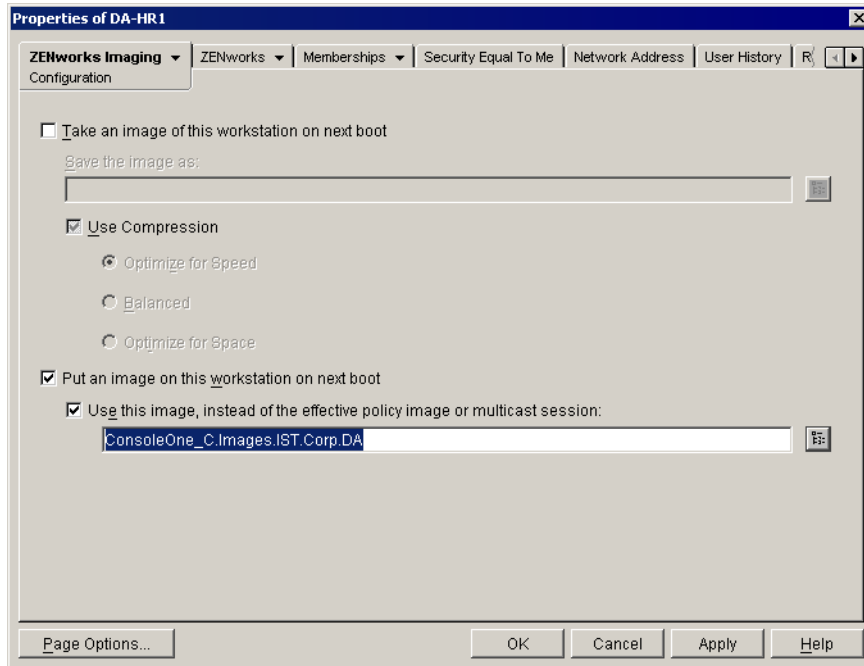 Properties of DA-HR1
ZENworks Imaging ZENworks Memberships Security Equal To Me Network Address User History
Configuration
Take an image of this workstation on next boot
Save the image as:
Use Compression
Optimize for Speed
Balanced
Optimize for Space
Put an image on this workstation on next boot
Use this image, instead of the effective policy image or multicast session:
ConsoleOne_C.Images.IST.Corp.DA
Page Options... OK Cancel Apply Help